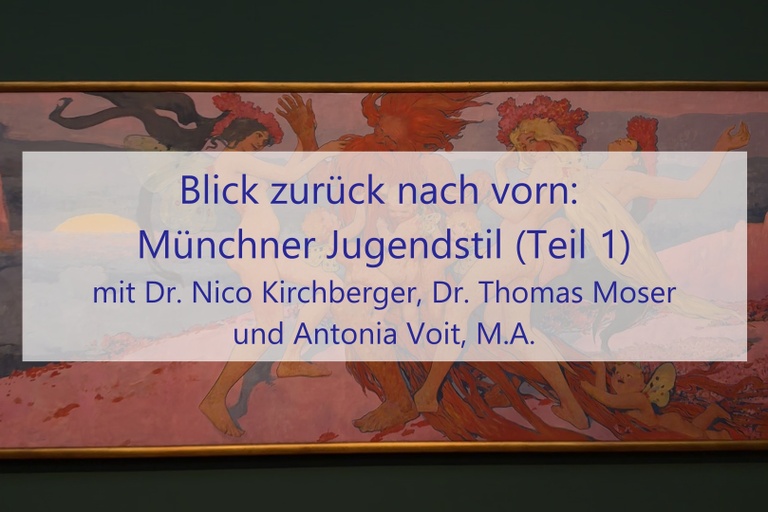 Blick zurück nach vorn:
Münchner Jugendstil (Teil 1)
mit Dr. Nico Kirchberger, Dr. Thomas Moser
und Antonia Voit, M.A.